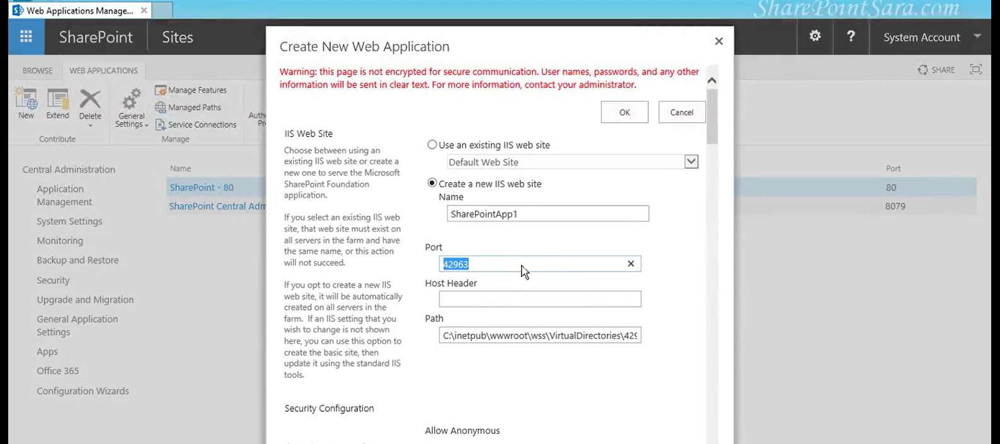 Web Applications Manage...
SharePointSara.com
SharePoint
Sites
System Account
BROWSE
WEB APPLICATIONS
SHARE
New
Extend
Delete
General
Settings
Manage Features
Managed Paths
Service Connections
Contribute
Manage
Central Administration
Application
Management
System Settings
Monitoring
Backup and Restore
Security
Upgrade and Migration
General Application
Settings
Apps
Office 365
Configuration Wizards
Name
Port
SharePoint - 80
80
SharePoint Central Adm
8079
Create New Web Application
Warning: this page is not encrypted for secure communication. User names, passwords, and any other
information will be sent in clear text. For more information, contact your administrator.
OK
Cancel
IIS Web Site
Choose between using an
existing IIS web site or create a
new one to serve the Microsoft
SharePoint Foundation
application.
If you select an existing IIS web
site, that web site must exist on
all servers in the farm and have
the same name, or this action
will not succeed.
If you opt to create a new IIS
web site, it will be automatically
created on all servers in the
farm. If an IIS setting that you
wish to change is not shown
here, you can use this option to
create the basic site, then
update it using the standard IIS
tools.
Use an existing IIS web site
Default Web Site
Create a new IIS web site
Name
SharePointApp1
Port
42963
Host Header
Path
C:\inetpub\wwwroot\wss\VirtualDirectories\429
Security Configuration
Allow Anonymous